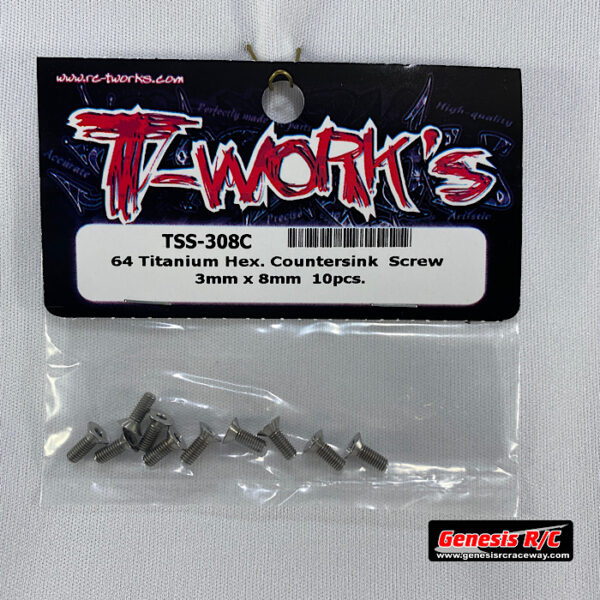 www.rc-tworks.com
Perfectly made
High quality
T-WORK's
Accurate
Precise
Artistic
TSS-308C
64 Titanium Hex. Countersink Screw
3mm x 8mm 10pcs.
Genesis R/C
www.genesisrcraceway.com